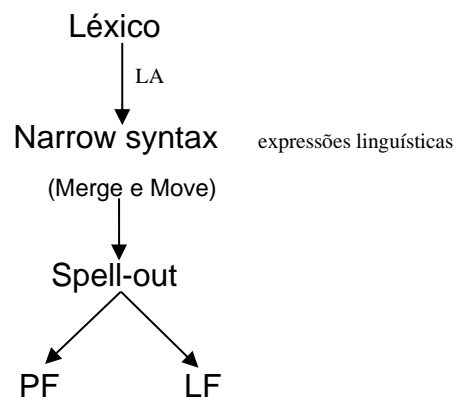 Léxico
LA
Narrow syntax expressões linguísticas
(Merge e Move)
Spell-out
PF LF